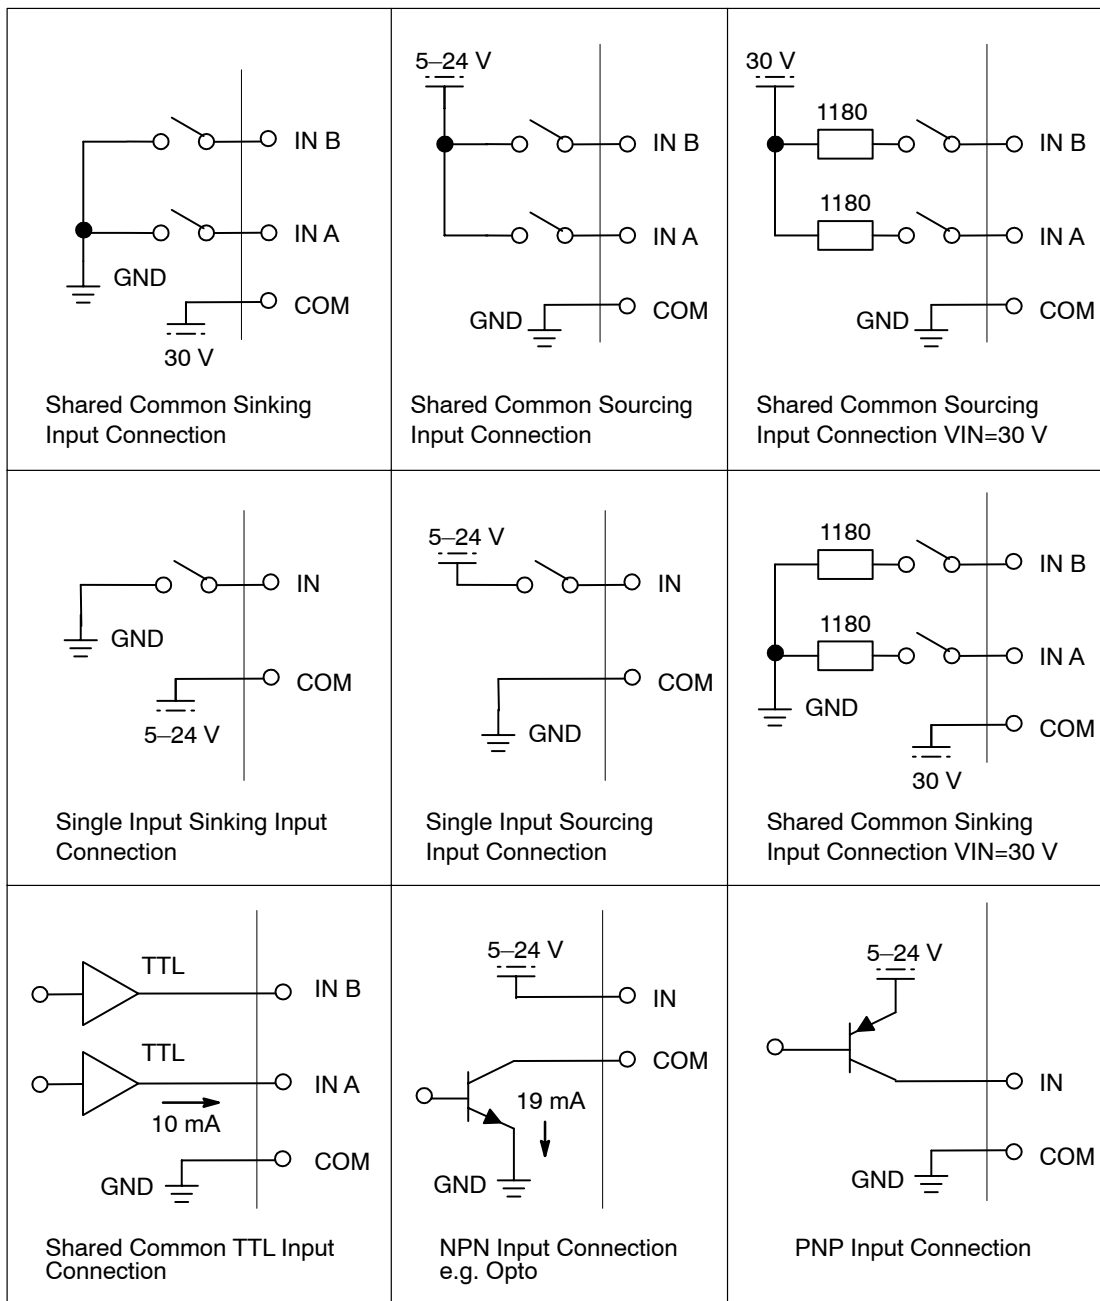 IN B
IN A
GND
COM
30 V
Shared Common Sinking
Input Connection
5–24 V
IN B
IN A
GND
COM
Shared Common Sourcing
Input Connection
30 V
1180
IN B
1180
IN A
GND
COM
Shared Common Sourcing
Input Connection VIN=30 V
IN
GND
COM
5–24 V
Single Input Sinking Input
Connection
5–24 V
IN
COM
GND
Single Input Sourcing
Input Connection
1180
IN B
1180
IN A
GND
COM
30 V
Shared Common Sinking
Input Connection VIN=30 V
TTL
IN B
TTL
IN A
10 mA
COM
GND
Shared Common TTL Input
Connection
5–24 V
IN
COM
19 mA
GND
NPN Input Connection
e.g. Opto
5–24 V
IN
COM
GND
PNP Input Connection